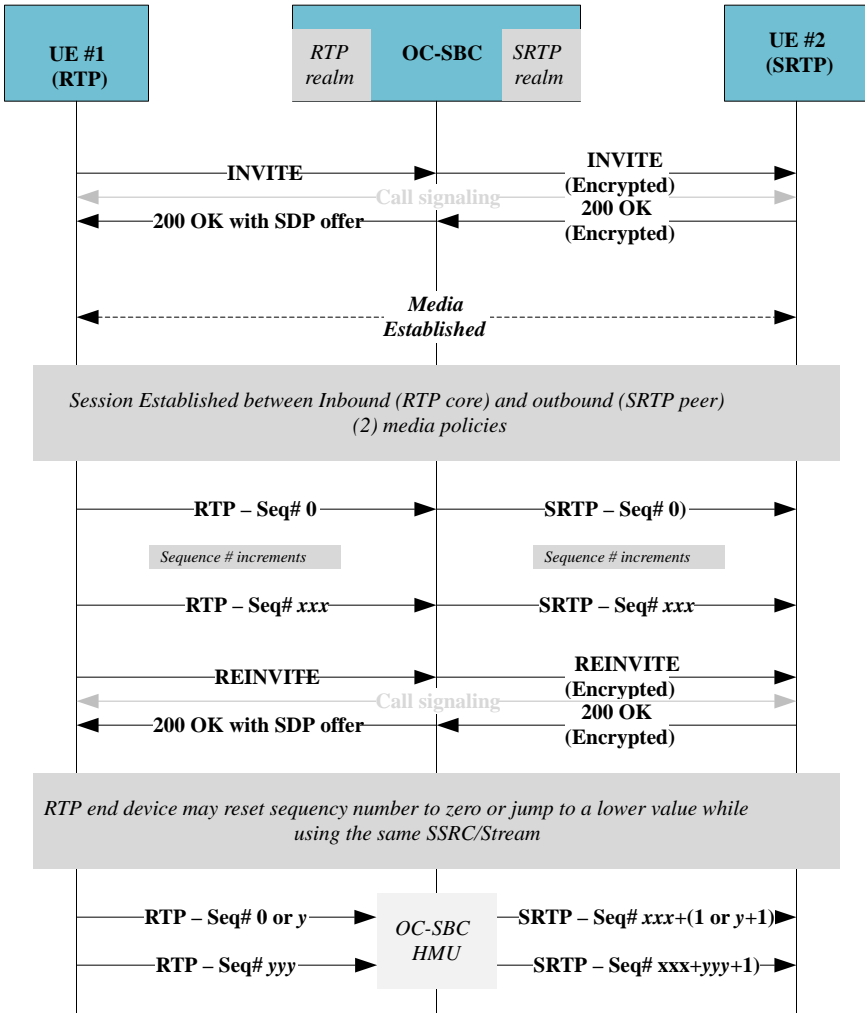 UE #1
(RTP)
RTP
realm
OC-SBC
SRTP
realm
UE #2
(SRTP)
INVITE
INVITE
(Encrypted)
Call signaling
200 OK with SDP offer
200 OK
(Encrypted)
Media
Established
Session Established between Inbound (RTP core) and outbound (SRTP peer)
(2) media policies
RTP – Seq# 0
SRTP – Seq# 0)
Sequence # increments
Sequence # increments
RTP – Seq# xxx
SRTP – Seq# xxx
REINVITE
REINVITE
(Encrypted)
Call signaling
200 OK with SDP offer
200 OK
(Encrypted)
RTP end device may reset sequency number to zero or jump to a lower value while
using the same SSRC/Stream
RTP – Seq# 0 or y
OC-SBC
HMU
SRTP – Seq# xxx+(1 or y+1)
RTP – Seq# yyy
SRTP – Seq# xxx+yyy+1)